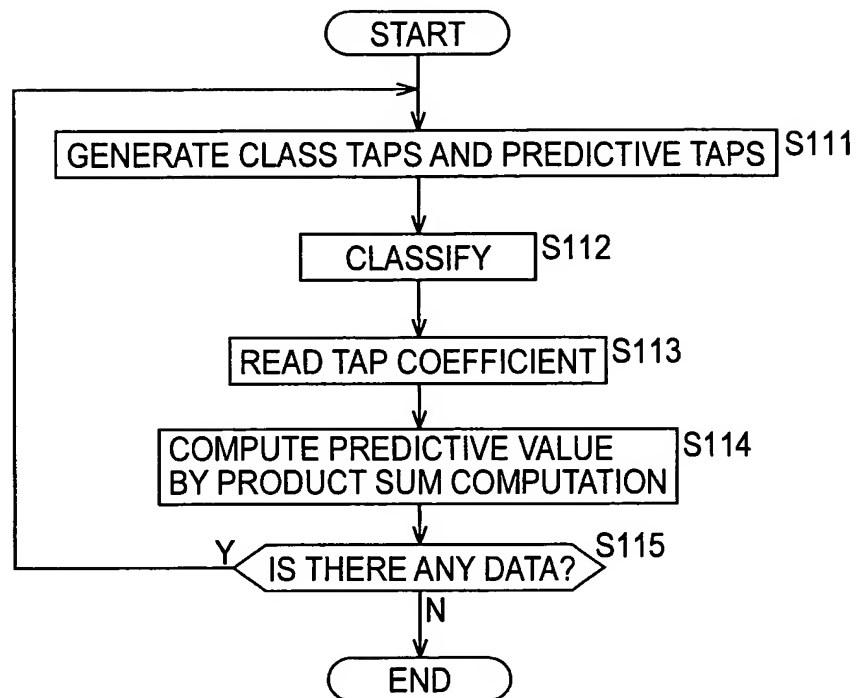 START
GENERATE CLASS TAPS AND PREDICTIVE TAPS S111
CLASSIFY S112
READ TAP COEFFICIENT S113
COMPUTE PREDICTIVE VALUE S114
BY PRODUCT SUM COMPUTATION
Y IS THERE ANY DATA? S115
N
END